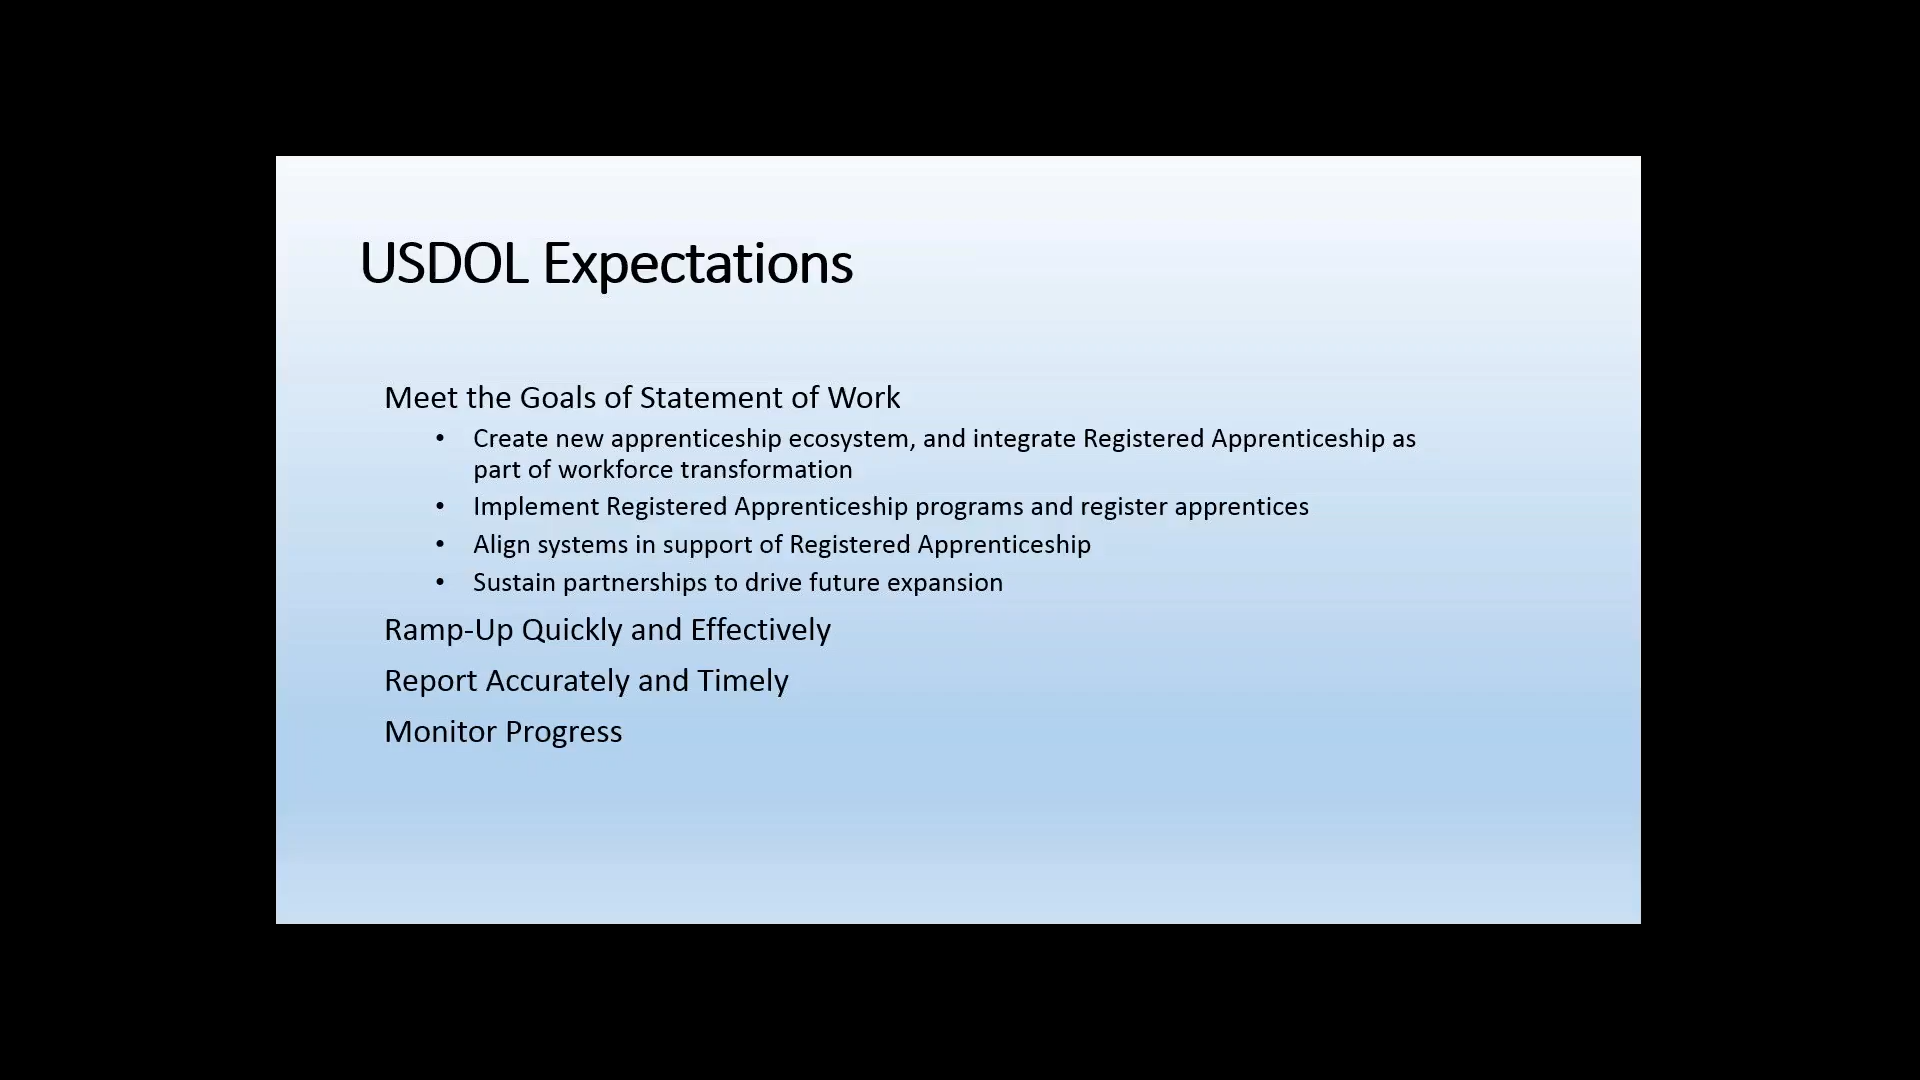 USDOL Expectations
Meet the Goals of Statement of Work
• Create new apprenticeship ecosystem, and integrate Registered Apprenticeship as
part of workforce transformation
• Implement Registered Apprenticeship programs and register apprentices
• Align systems in support of Registered Apprenticeship
• Sustain partnerships to drive future expansion
Ramp-Up Quickly and Effectively
Report Accurately and Timely
Monitor Progress